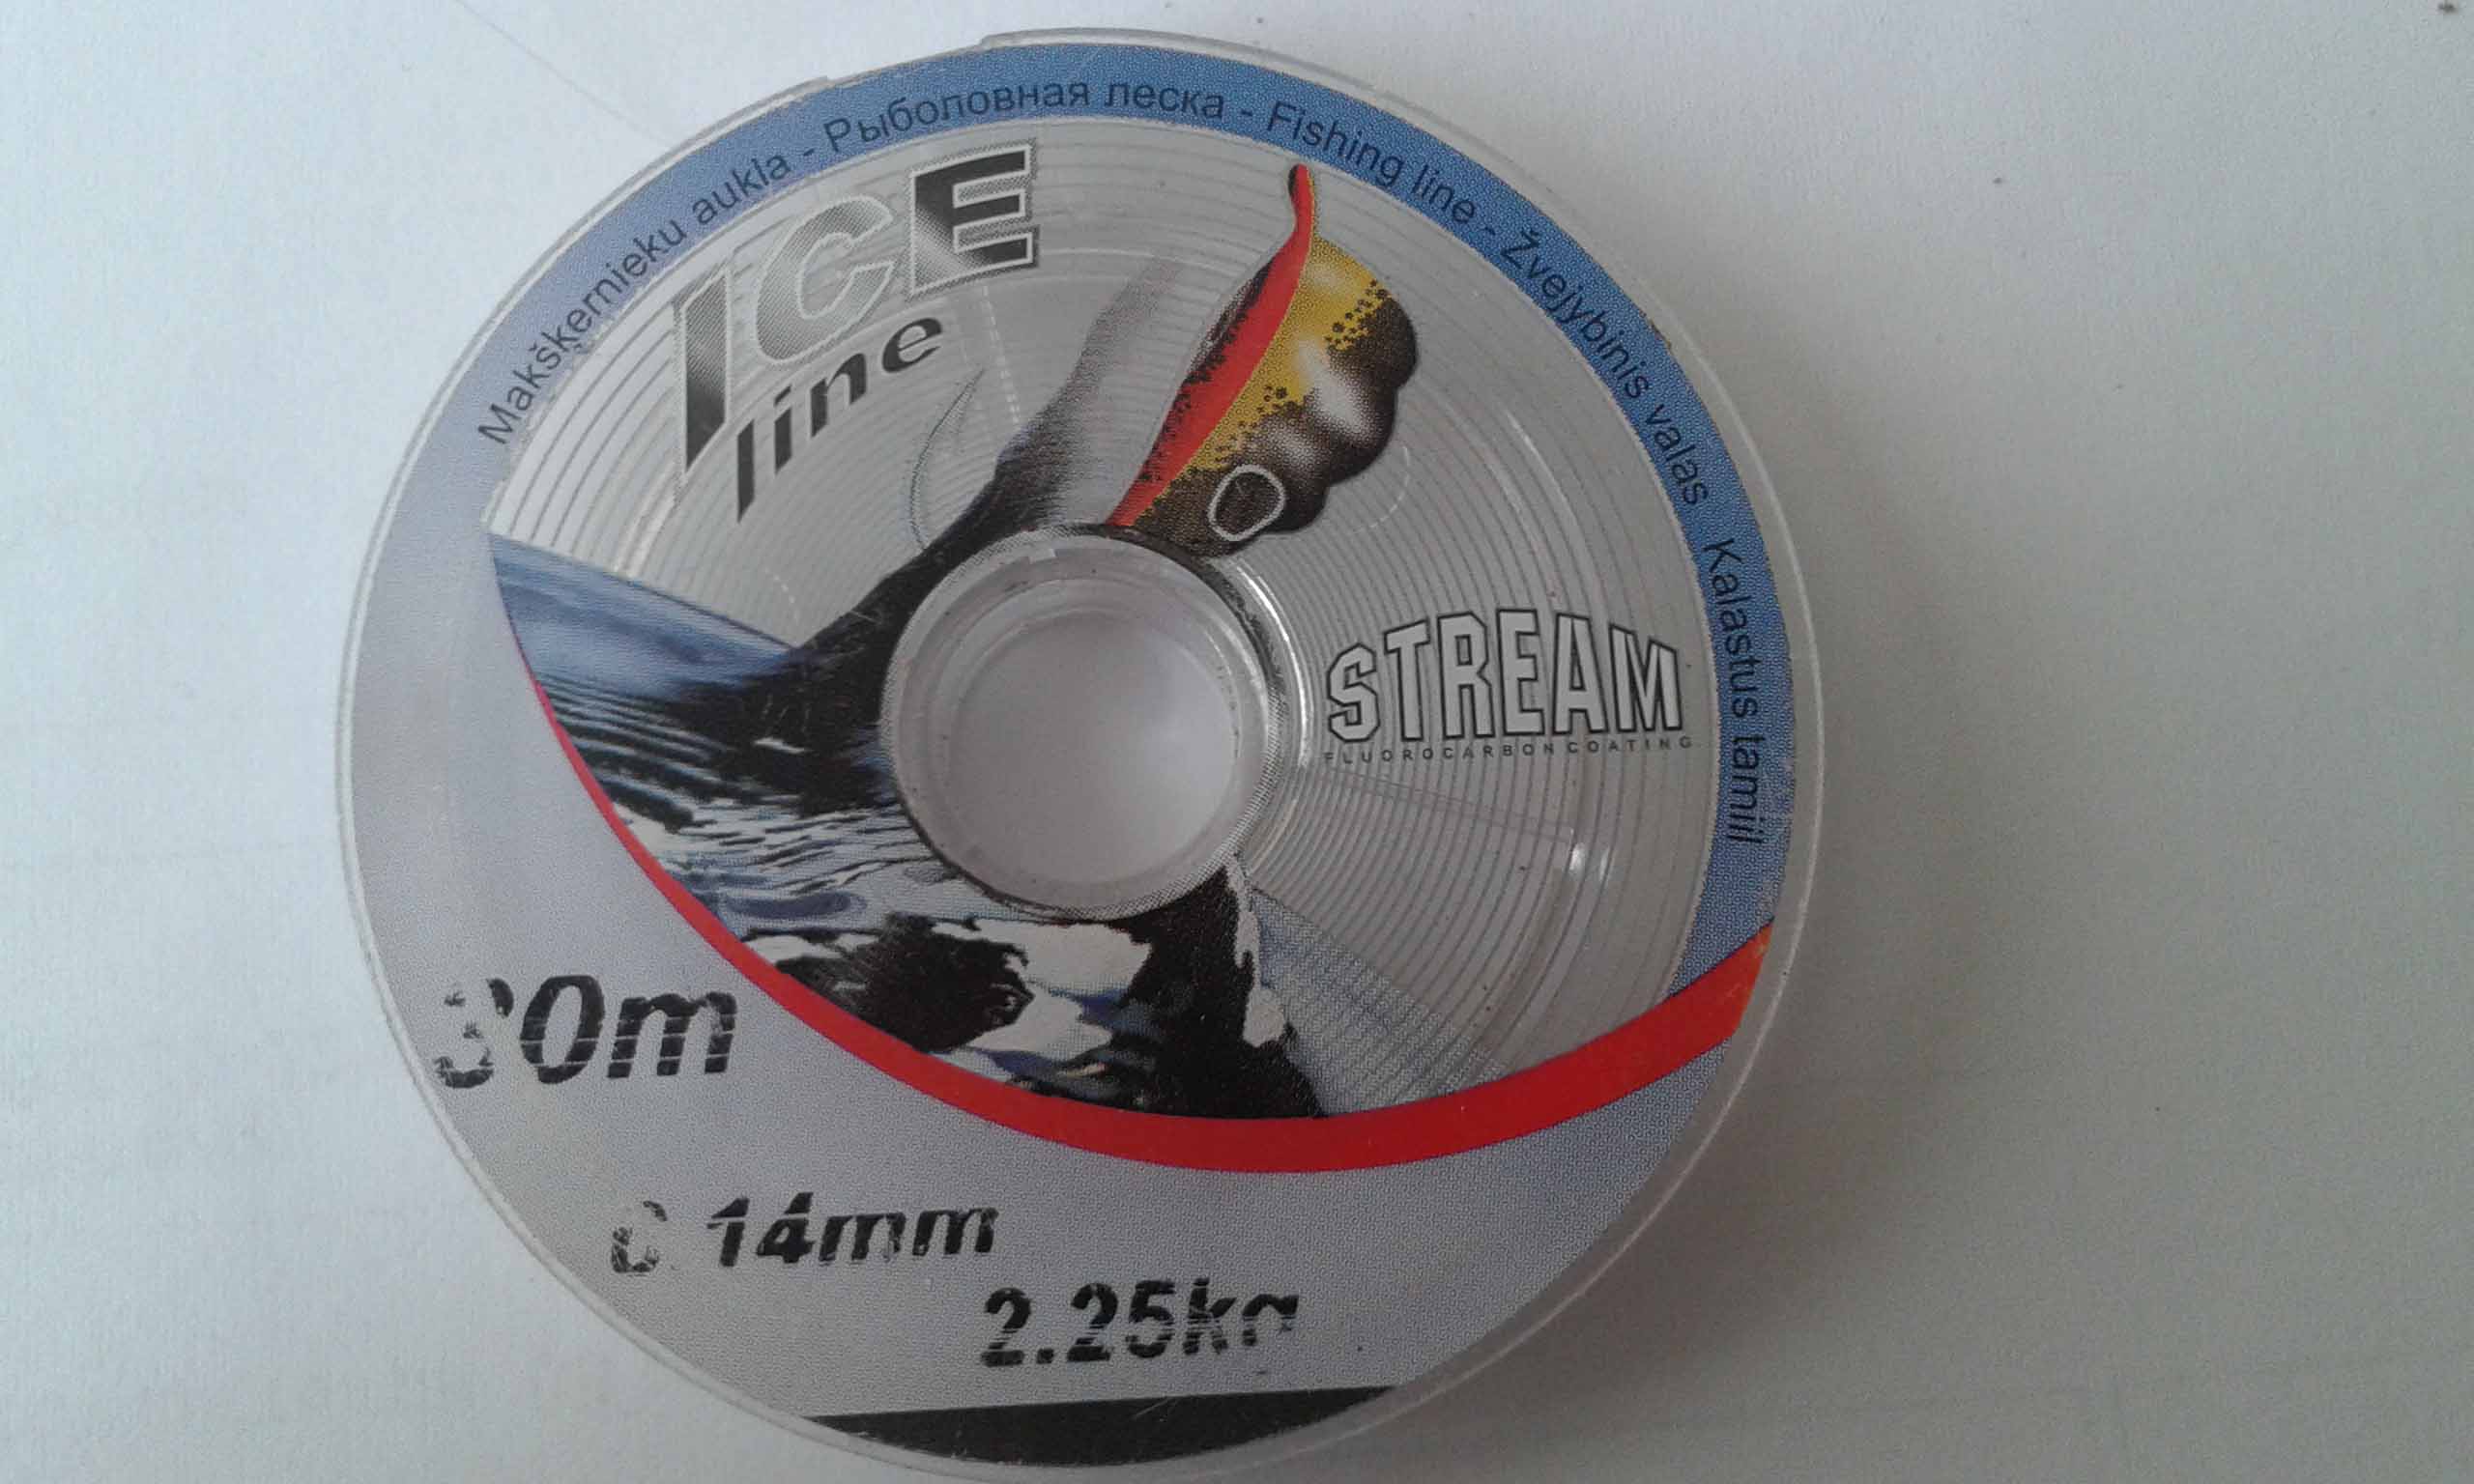 Makšķernieku aukla - Рыболовная леска - Fishing line - Žvejybinis valas Kalastus tamiil
ICE
line
STREAM
FLUOROCARBON COATING
30m
0.14mm
2.25kg